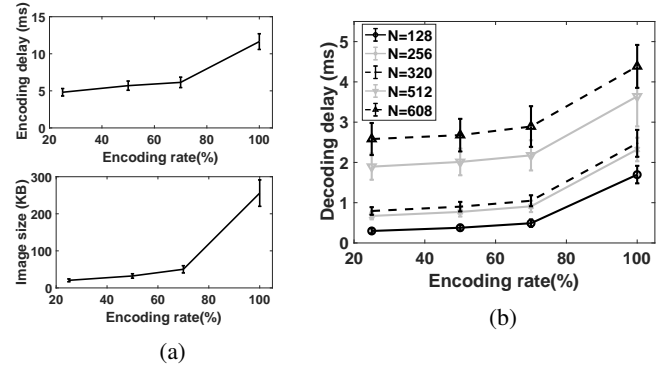 15
10
5
0
20 40 60 80 100
Encoding delay (ms)
Encoding rate(%)
300
200
100
0
20 40 60 80 100
Image size (KB)
Encoding rate(%)
(a)
5
4
3
2
1
0
20 40 60 80 100
Decoding delay (ms)
Encoding rate(%)
N=128
N=256
N=320
N=512
N=608
(b)